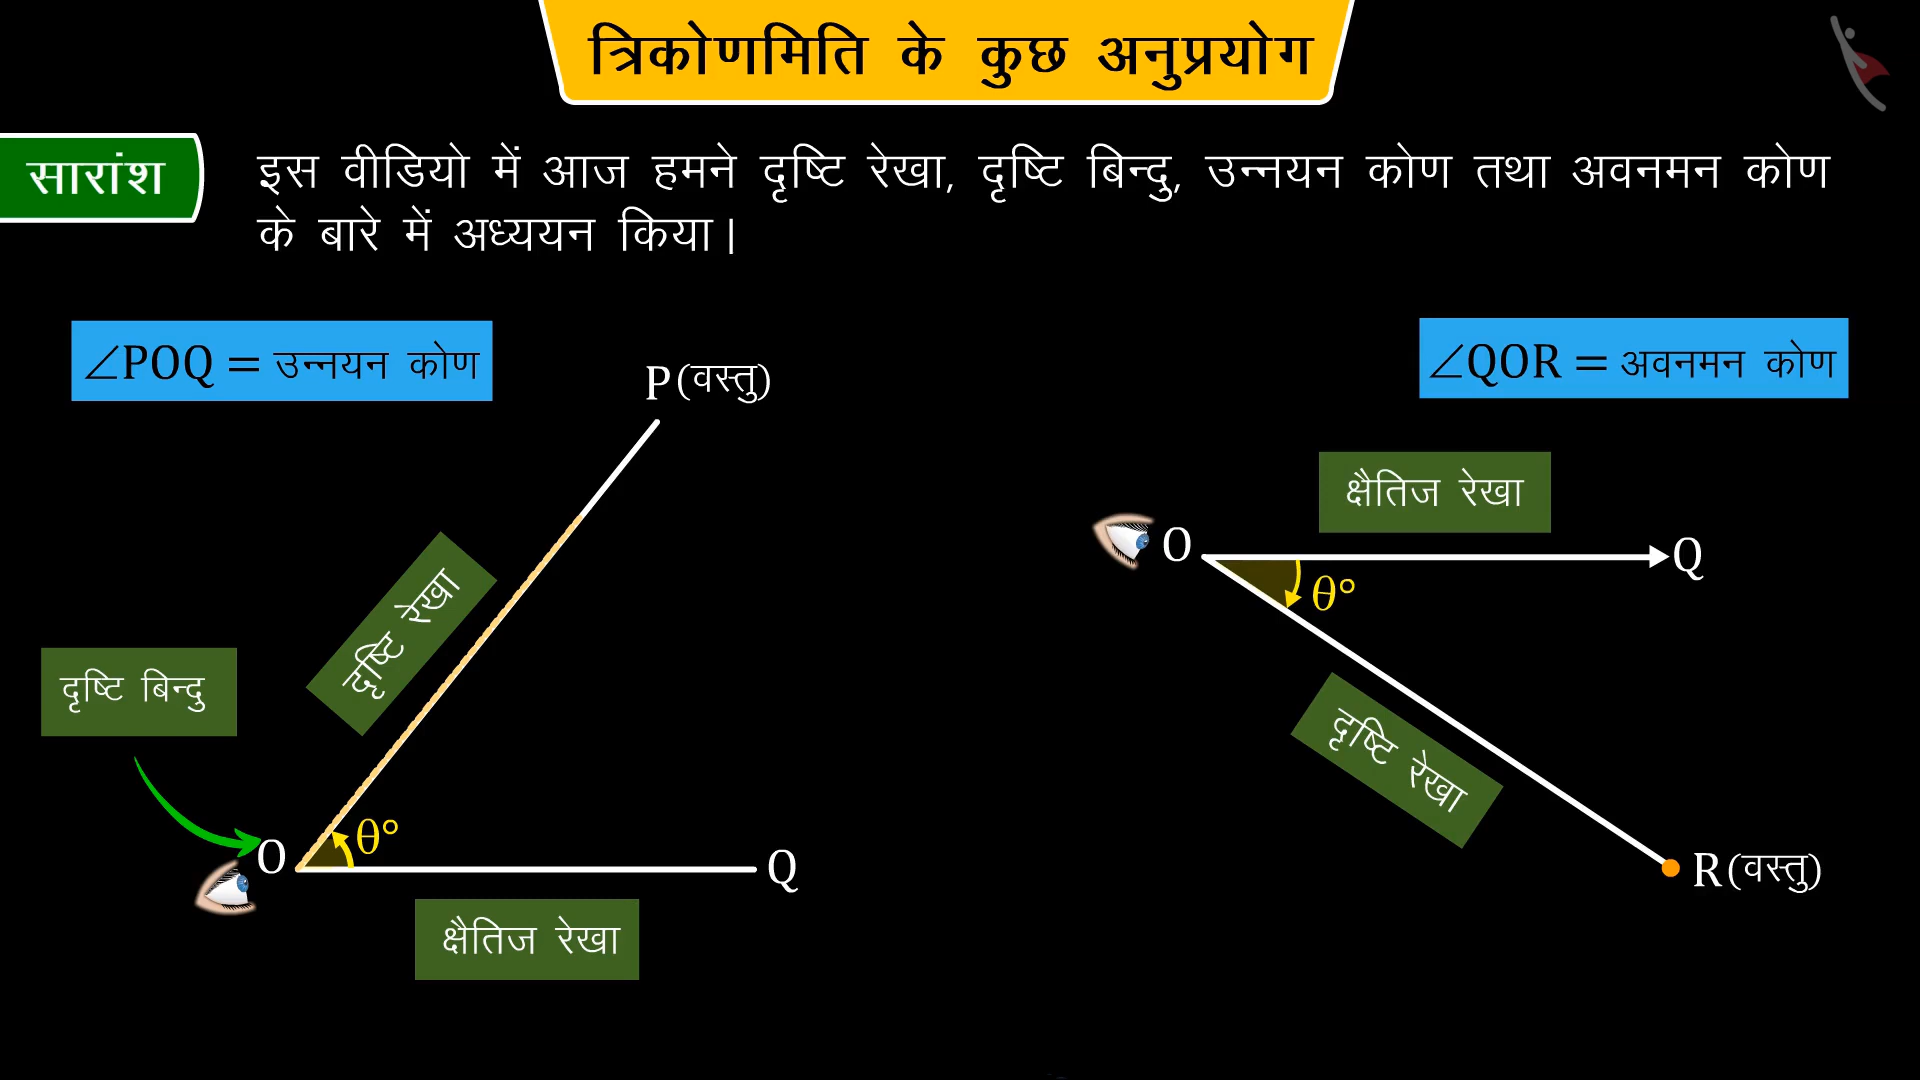 त्रिकोणमिति के कुछ अनुप्रयोग
सारांश
इस वीडियो में आज हमने दृष्टि रेखा, दृष्टि बिन्दु, उन्नयन कोण तथा अवनमन कोण
के बारे में अध्ययन किया।
∠POQ = उन्नयन कोण
P (वस्तु)
दृष्टि रेखा
दृष्टि बिन्दु
θ°
O
Q
क्षैतिज रेखा
∠QOR = अवनमन कोण
क्षैतिज रेखा
O
Q
θ°
दृष्टि रेखा
R (वस्तु)